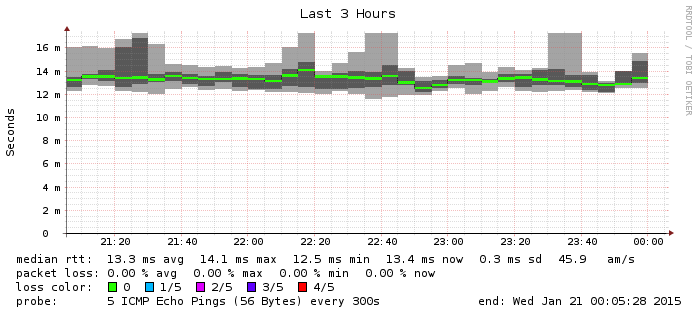 Last 3 Hours
RRDTOOL / TOBI OETIKER
Seconds
16 m
14 m
12 m
10 m
8 m
6 m
4 m
2 m
0
21:20 21:40 22:00 22:20 22:40 23:00 23:20 23:40 00:00
median rtt: 13.3 ms avg 14.1 ms max 12.5 ms min 13.4 ms now 0.3 ms sd 45.9 am/s
packet loss: 0.00 % avg 0.00 % max 0.00 % min 0.00 % now
loss color: 0 1/5 2/5 3/5 4/5
probe: 5 ICMP Echo Pings (56 Bytes) every 300s end: Wed Jan 21 00:05:28 2015